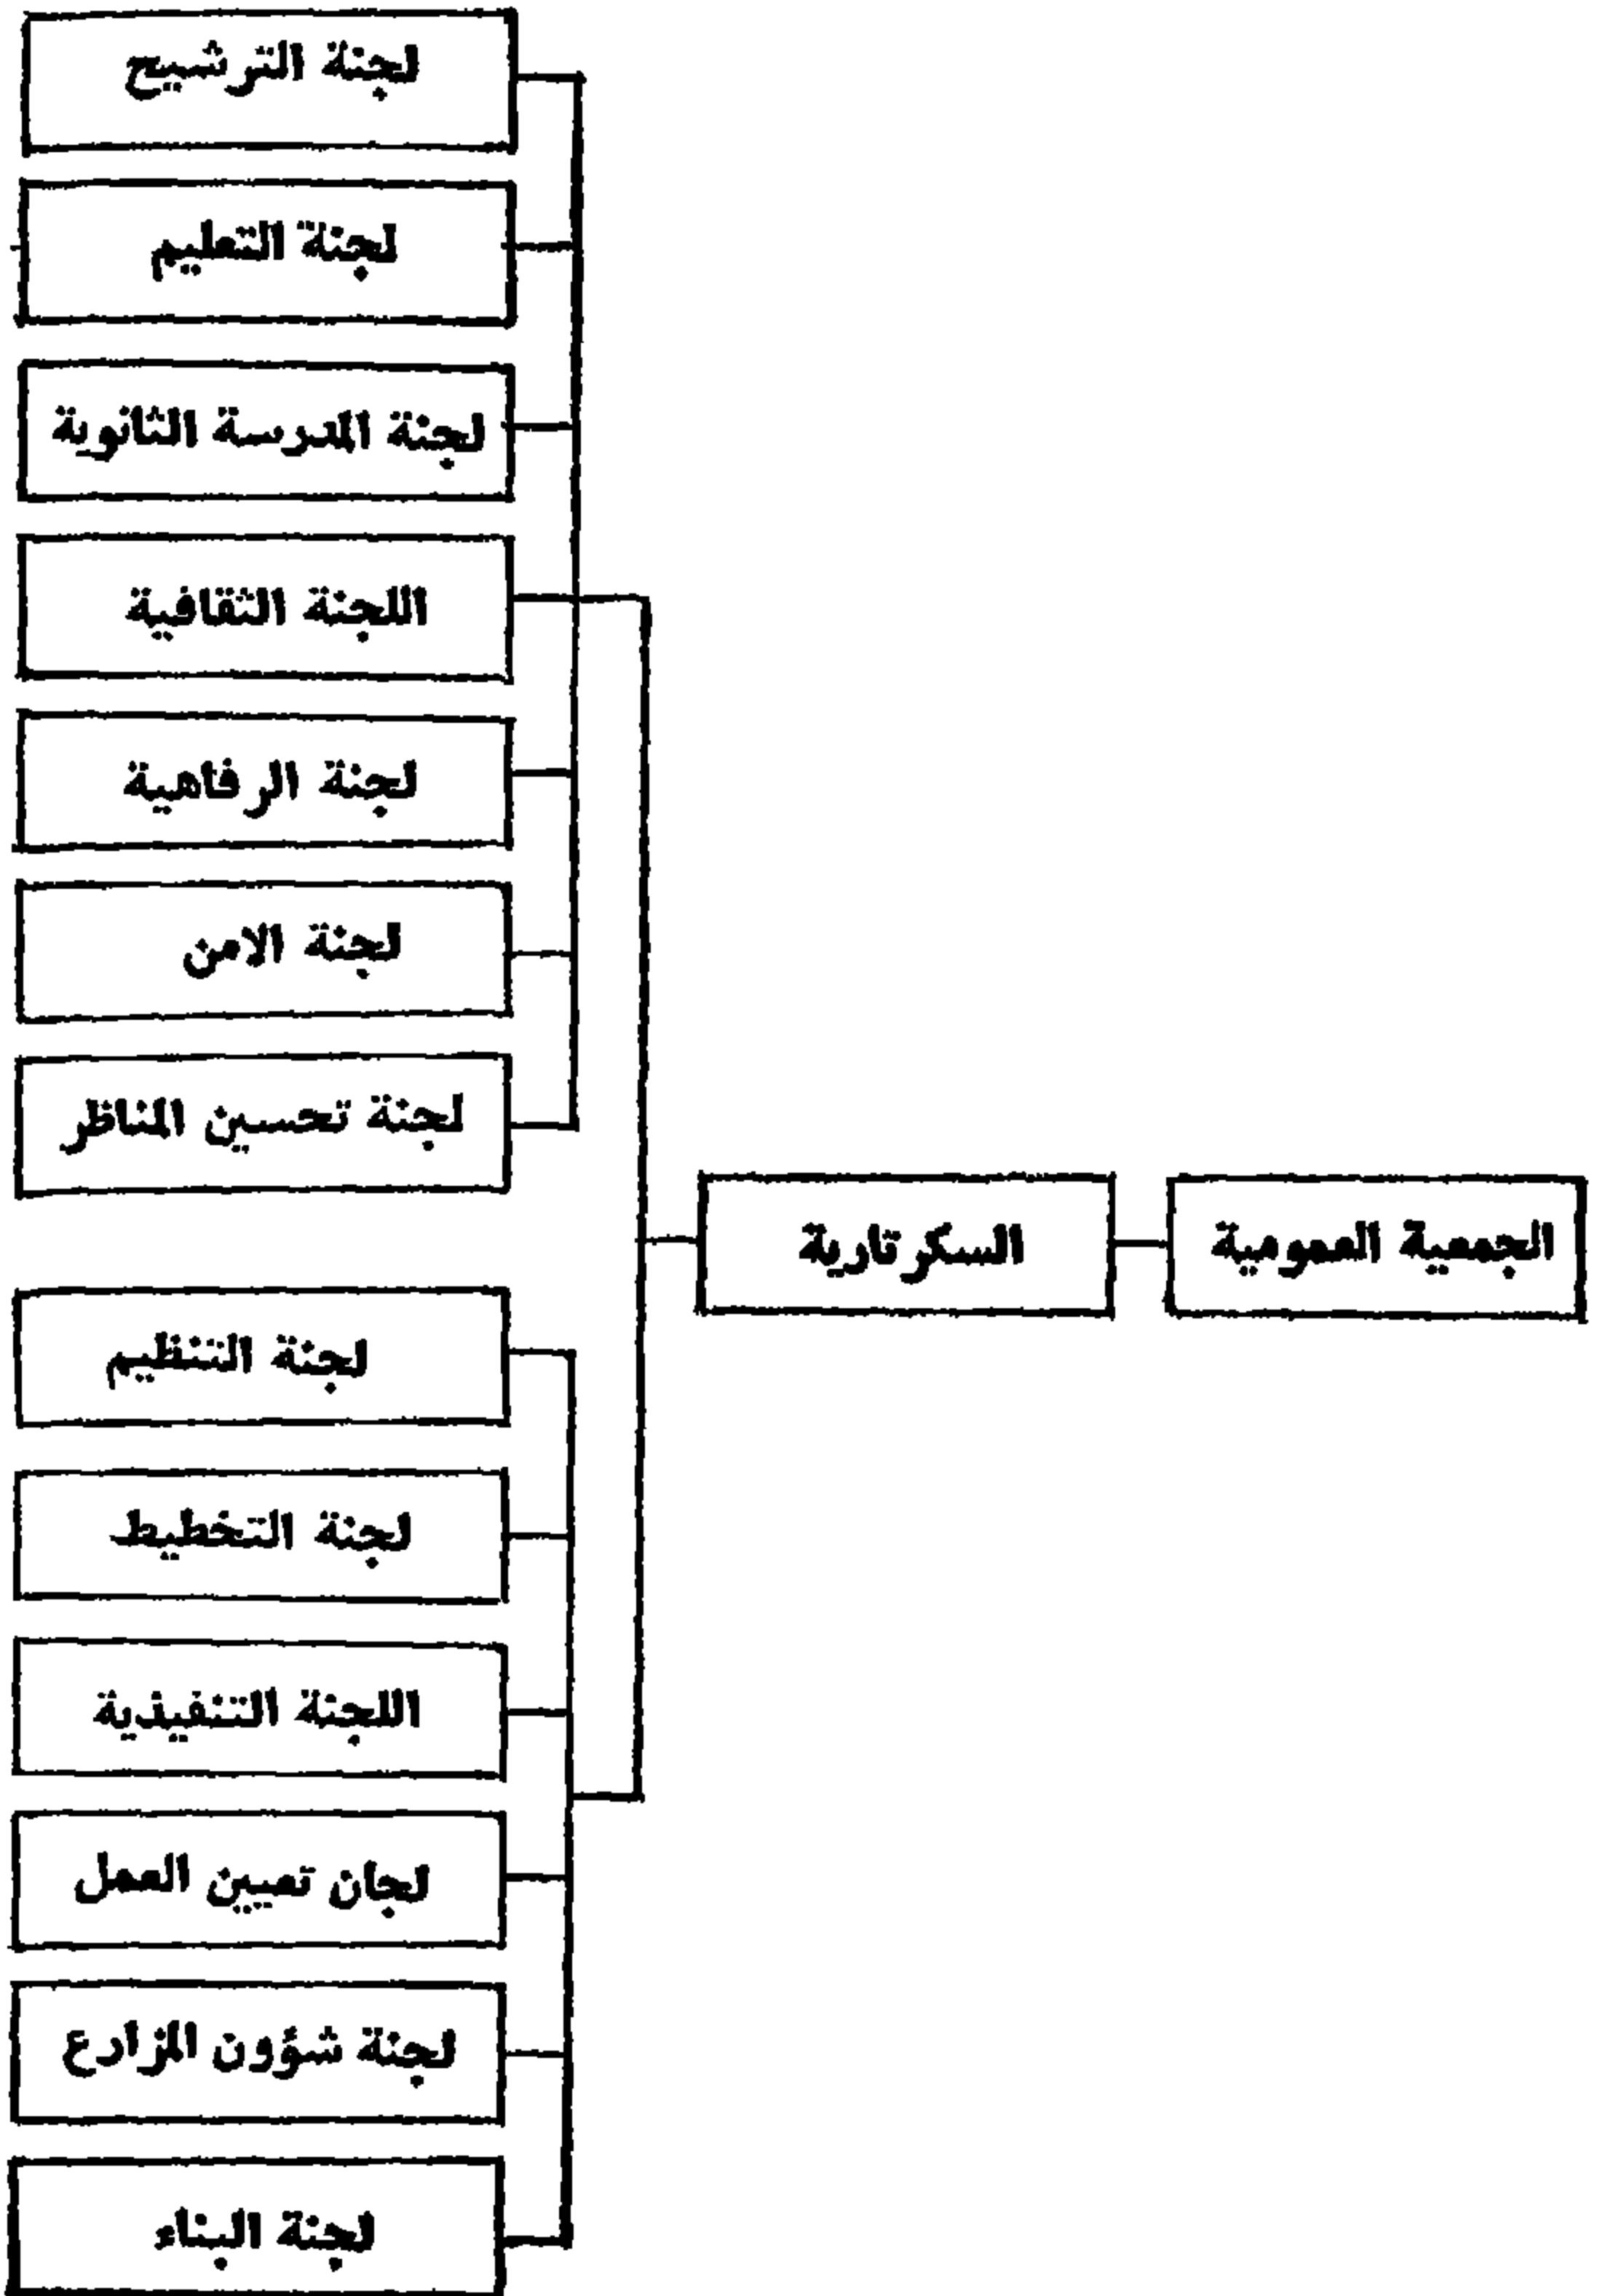 الجمعية العمومية
السكرتارية
لجنة الترشيح
لجنة التعليم
لجنة المدرسة الثانوية
اللجنة الثقافية
لجنة الرفاهية
لجنة الامن
لجنة تحسين المناظر
لجنة التنظيم
لجنة التخطيط
اللجنة التنفيذية
لجان تعيين العمل
لجنة شؤون المزارع
لجنة البناء